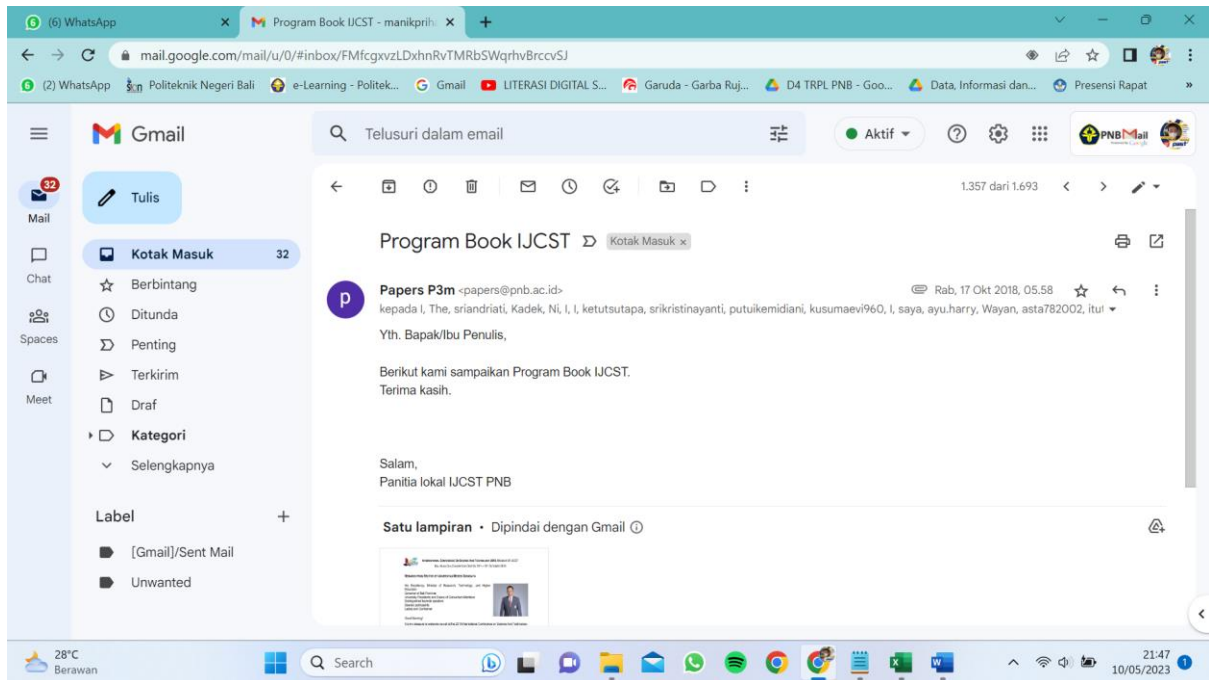 (6) WhatsApp
Program Book IJCST - manikpriha
mail.google.com/mail/u/0/#inbox/FMfcgxvzLDxhnRvTMRbSWqrhvBrccvSJ
(2) WhatsApp Politeknik Negeri Bali e-Learning - Politek... Gmail LITERASI DIGITAL S... Garuda - Garba Ruj... D4 TRPL PNB - Goo... Data, Informasi dan... Presensi Rapat »
Gmail
Telusuri dalam email
Aktif
PNBMail
32
Mail
Chat
Spaces
Meet
Tulis
Kotak Masuk 32
Berbintang
Ditunda
Penting
Terkirim
Draf
Kategori
Selengkapnya
Label +
[Gmail]/Sent Mail
Unwanted
1.357 dari 1.693
Program Book IJCST Kotak Masuk ×
p
Papers P3m <papers@pnb.ac.id> Rab, 17 Okt 2018, 05.58
kepada I, The, sriandriati, Kadek, Ni, I, I, ketutsutapa, srikristinayanti, putuikemidiani, kusumaevi960, I, saya, ayu.harry, Wayan, asta782002, itut
Yth. Bapak/Ibu Penulis,
Berikut kami sampaikan Program Book IJCST.
Terima kasih.
Salam,
Panitia lokal IJCST PNB
Satu lampiran • Dipindai dengan Gmail
28°C
Berawan
Search
21:47
10/05/2023
1